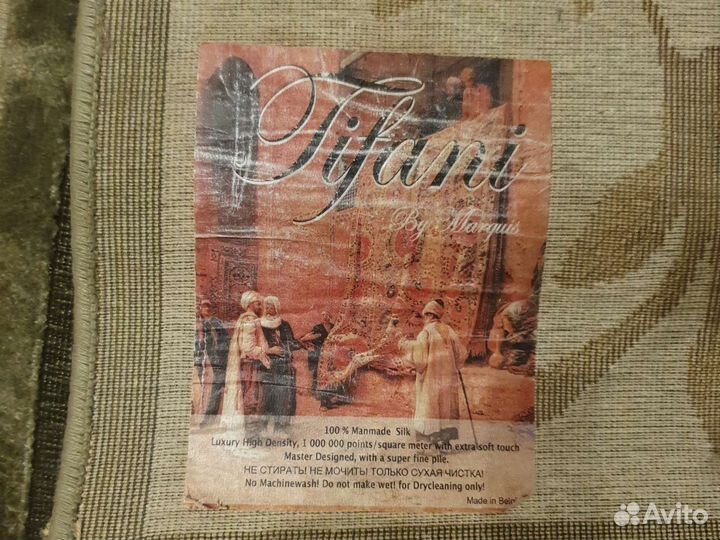 Tifani
By Marquis
100 % Manmade Silk
Luxury High Density, 1 000 000 points/square meter with extra soft touch
Master Designed, with a super fine pile.
НЕ СТИРАТЬ! НЕ МОЧИТЬ! ТОЛЬКО СУХАЯ ЧИСТКА!
No Machinewash! Do not make wet! for Drycleaning only!
Made in
Avito